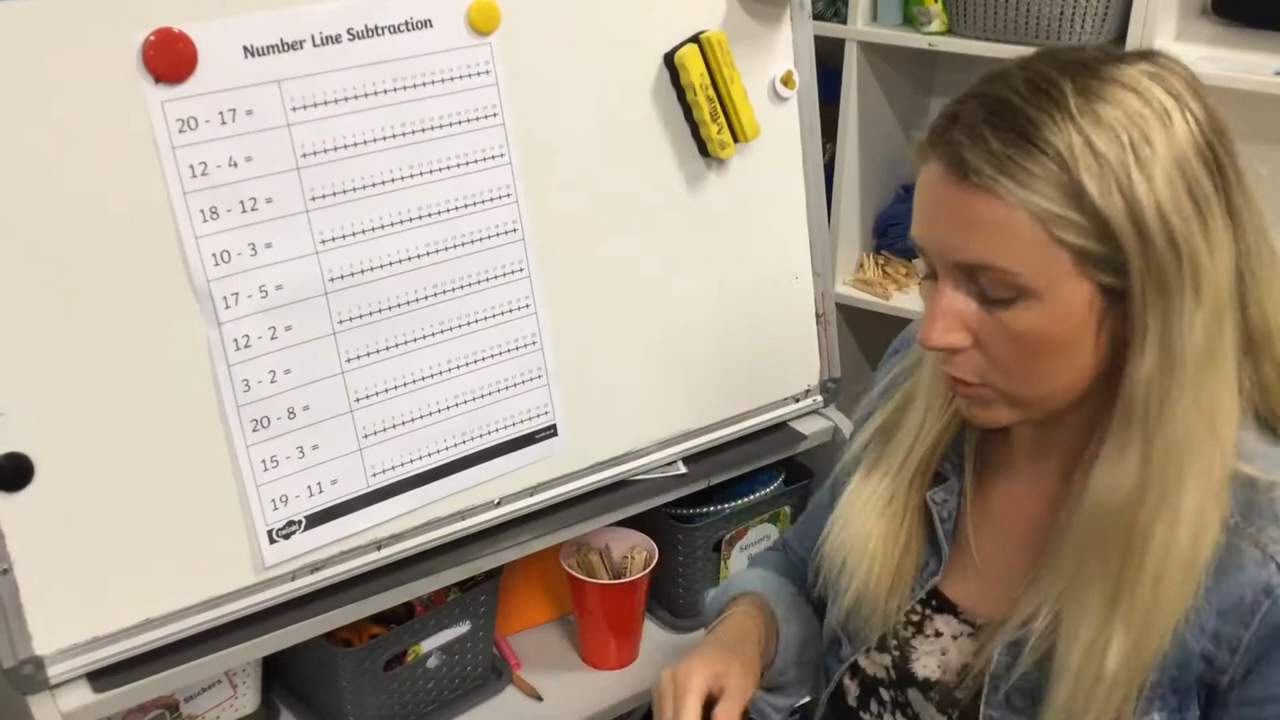 Number Line Subtraction
20 - 17 =
12 - 4 =
18 - 12 =
10 - 3 =
17 - 5 =
12 - 2 =
3 - 2 =
20 - 8 =
15 - 3 =
19 - 11 =
twinkl
Artline
Sensory
Stickers